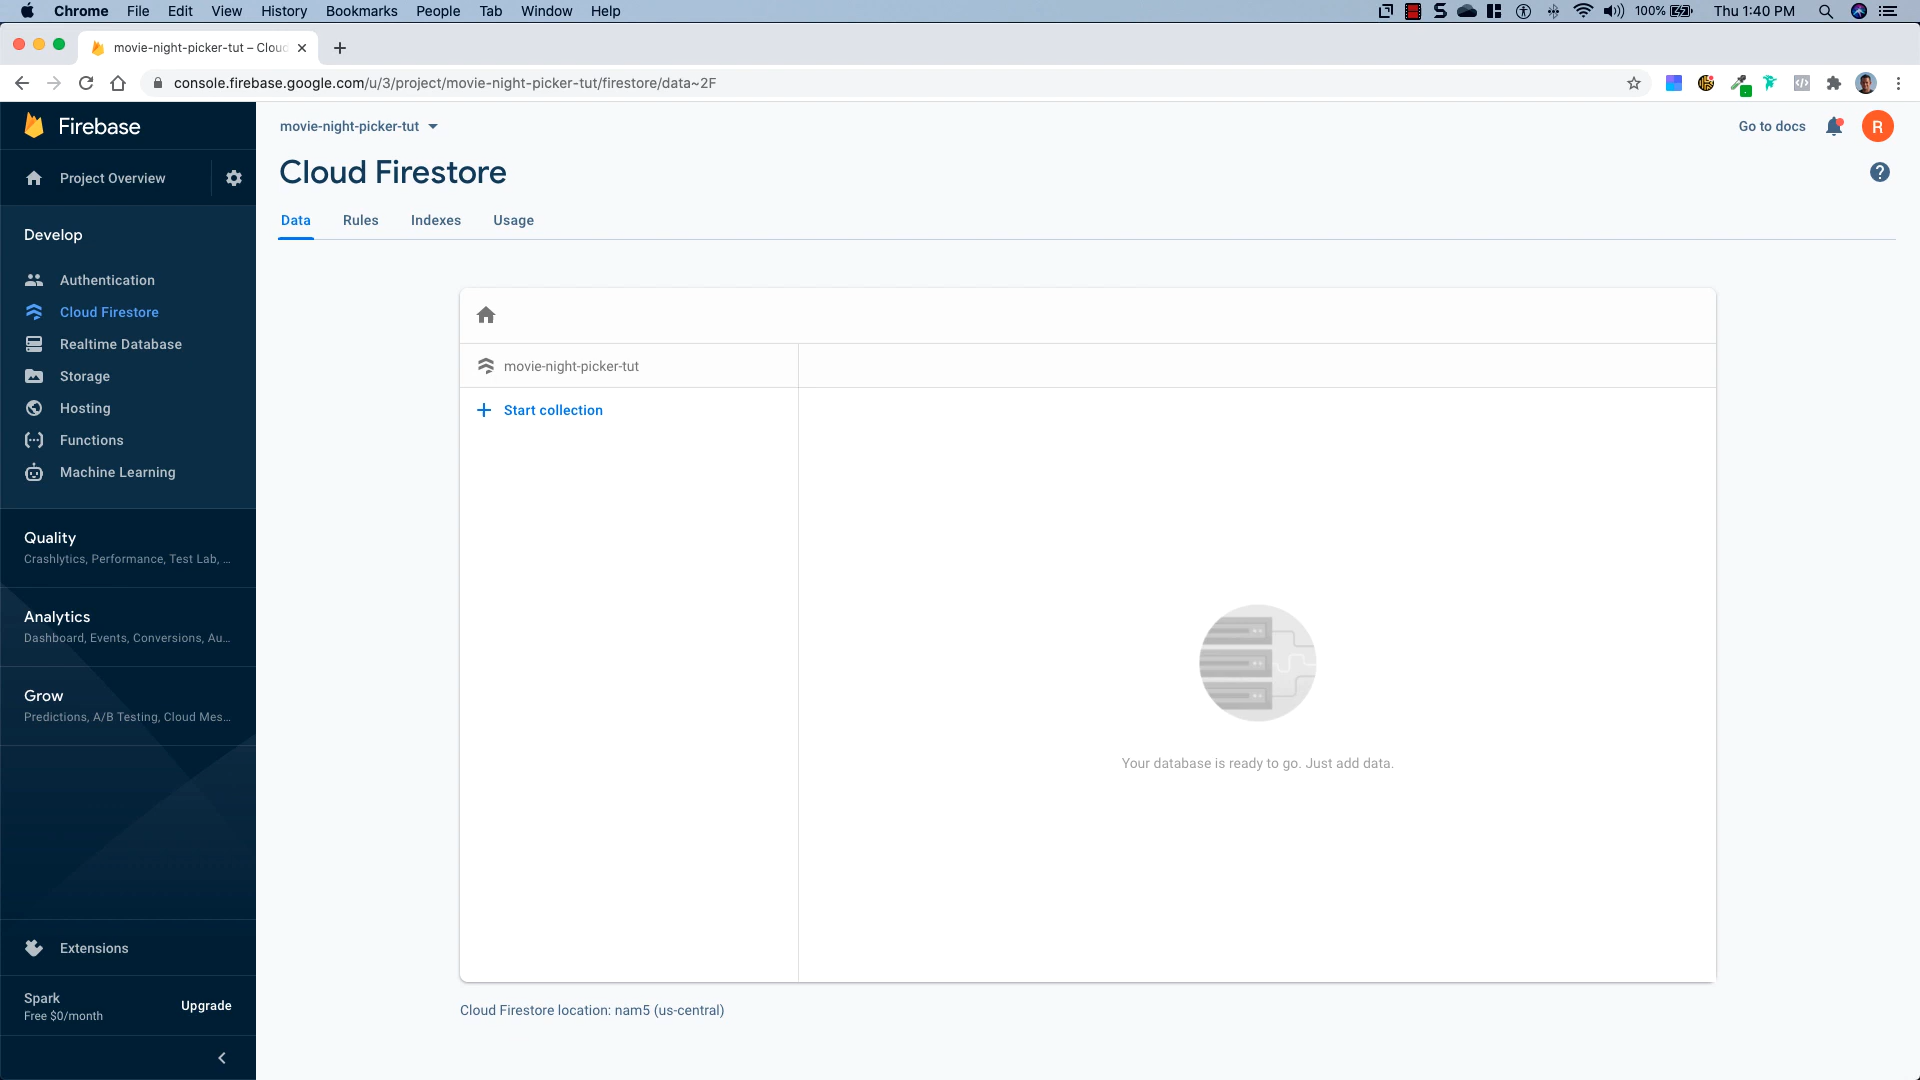 Chrome File Edit View History Bookmarks People Tab Window Help 100% Thu 1:40 PM
movie-night-picker-tut – Cloud
console.firebase.google.com/u/3/project/movie-night-picker-tut/firestore/data~2F
Firebase
movie-night-picker-tut
Go to docs
R
Project Overview
Cloud Firestore
?
Data Rules Indexes Usage
Develop
Authentication
Cloud Firestore
Realtime Database
Storage
Hosting
Functions
Machine Learning
movie-night-picker-tut
Start collection
Quality
Crashlytics, Performance, Test Lab, ...
Analytics
Dashboard, Events, Conversions, Au...
Grow
Predictions, A/B Testing, Cloud Mes...
Your database is ready to go. Just add data.
Extensions
Spark
Free $0/month
Upgrade
Cloud Firestore location: nam5 (us-central)